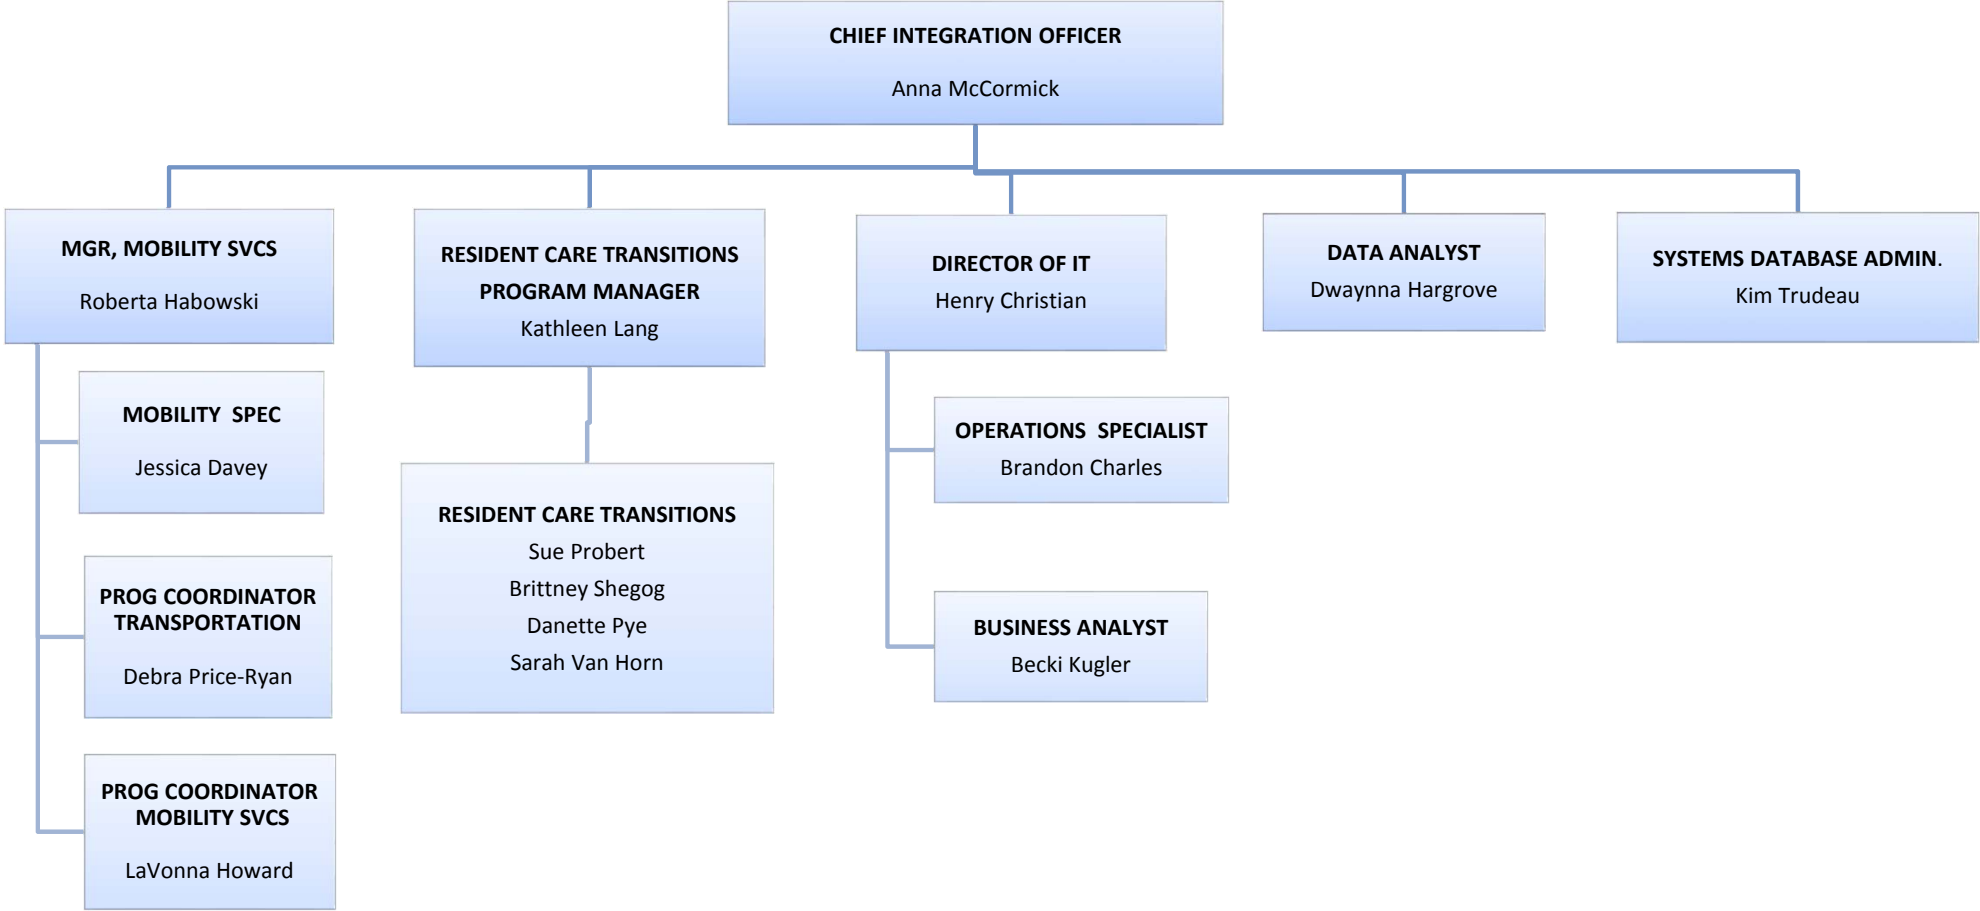 CHIEF INTEGRATION OFFICER
Anna McCormick
MGR, MOBILITY SVCS
Roberta Habowski
RESIDENT CARE TRANSITIONS
PROGRAM MANAGER
Kathleen Lang
DIRECTOR OF IT
Henry Christian
DATA ANALYST
Dwaynna Hargrove
SYSTEMS DATABASE ADMIN.
Kim Trudeau
MOBILITY  SPEC
Jessica Davey
PROG COORDINATOR
TRANSPORTATION
Debra Price-Ryan
PROG COORDINATOR
MOBILITY SVCS
LaVonna Howard
RESIDENT CARE TRANSITIONS
Sue Probert
Brittney Shegog
Danette Pye
Sarah Van Horn
OPERATIONS  SPECIALIST
Brandon Charles
BUSINESS ANALYST
Becki Kugler